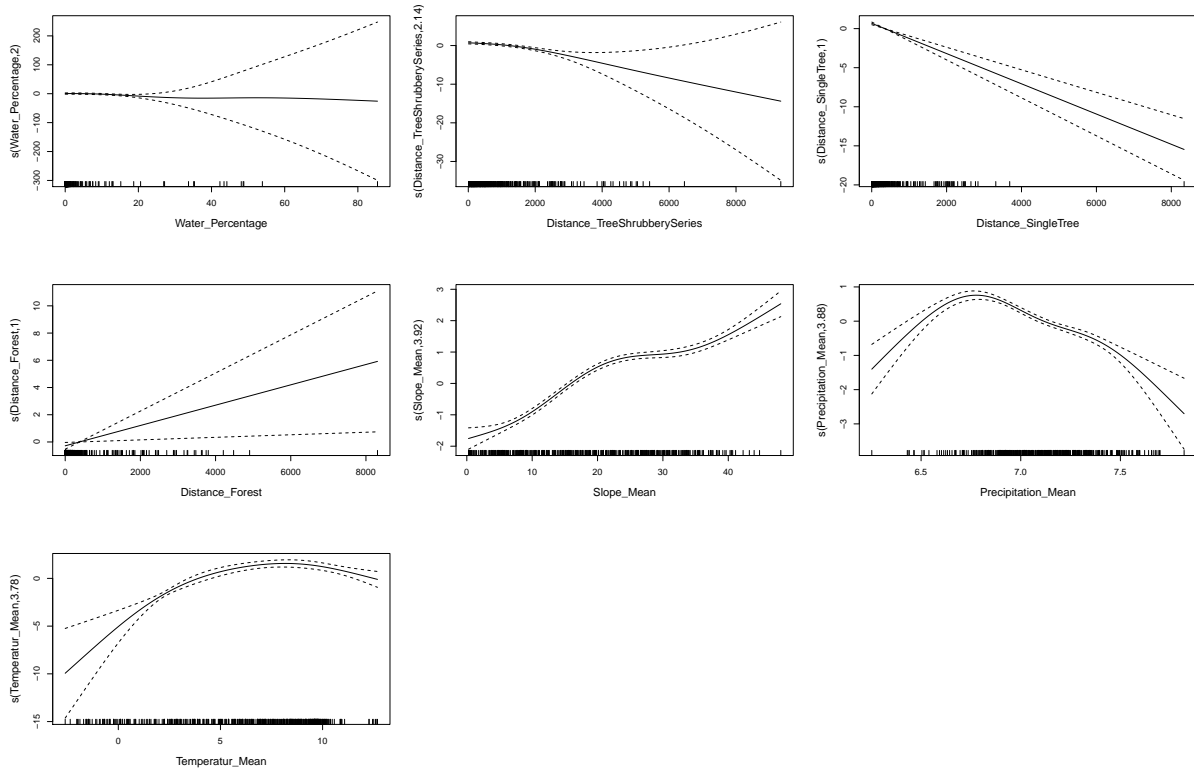 s(Water_Percentage,2)
200
100
0
−100
−200
−300
0 20 40 60 80
Water_Percentage
s(Distance_TreeShrubberySeries,2.14)
0
−10
−20
−30
0 2000 4000 6000 8000
Distance_TreeShrubberySeries
s(Distance_SingleTree,1)
0
−5
−10
−15
−20
0 2000 4000 6000 8000
Distance_SingleTree
s(Distance_Forest,1)
10
8
6
4
2
0
0 2000 4000 6000 8000
Distance_Forest
s(Slope_Mean,3.92)
3
2
1
0
−1
−2
0 10 20 30 40
Slope_Mean
s(Precipitation_Mean,3.88)
1
0
−1
−2
−3
6.5 7.0 7.5
Precipitation_Mean
s(Temperatur_Mean,3.78)
0
−5
−10
−15
0 5 10
Temperatur_Mean